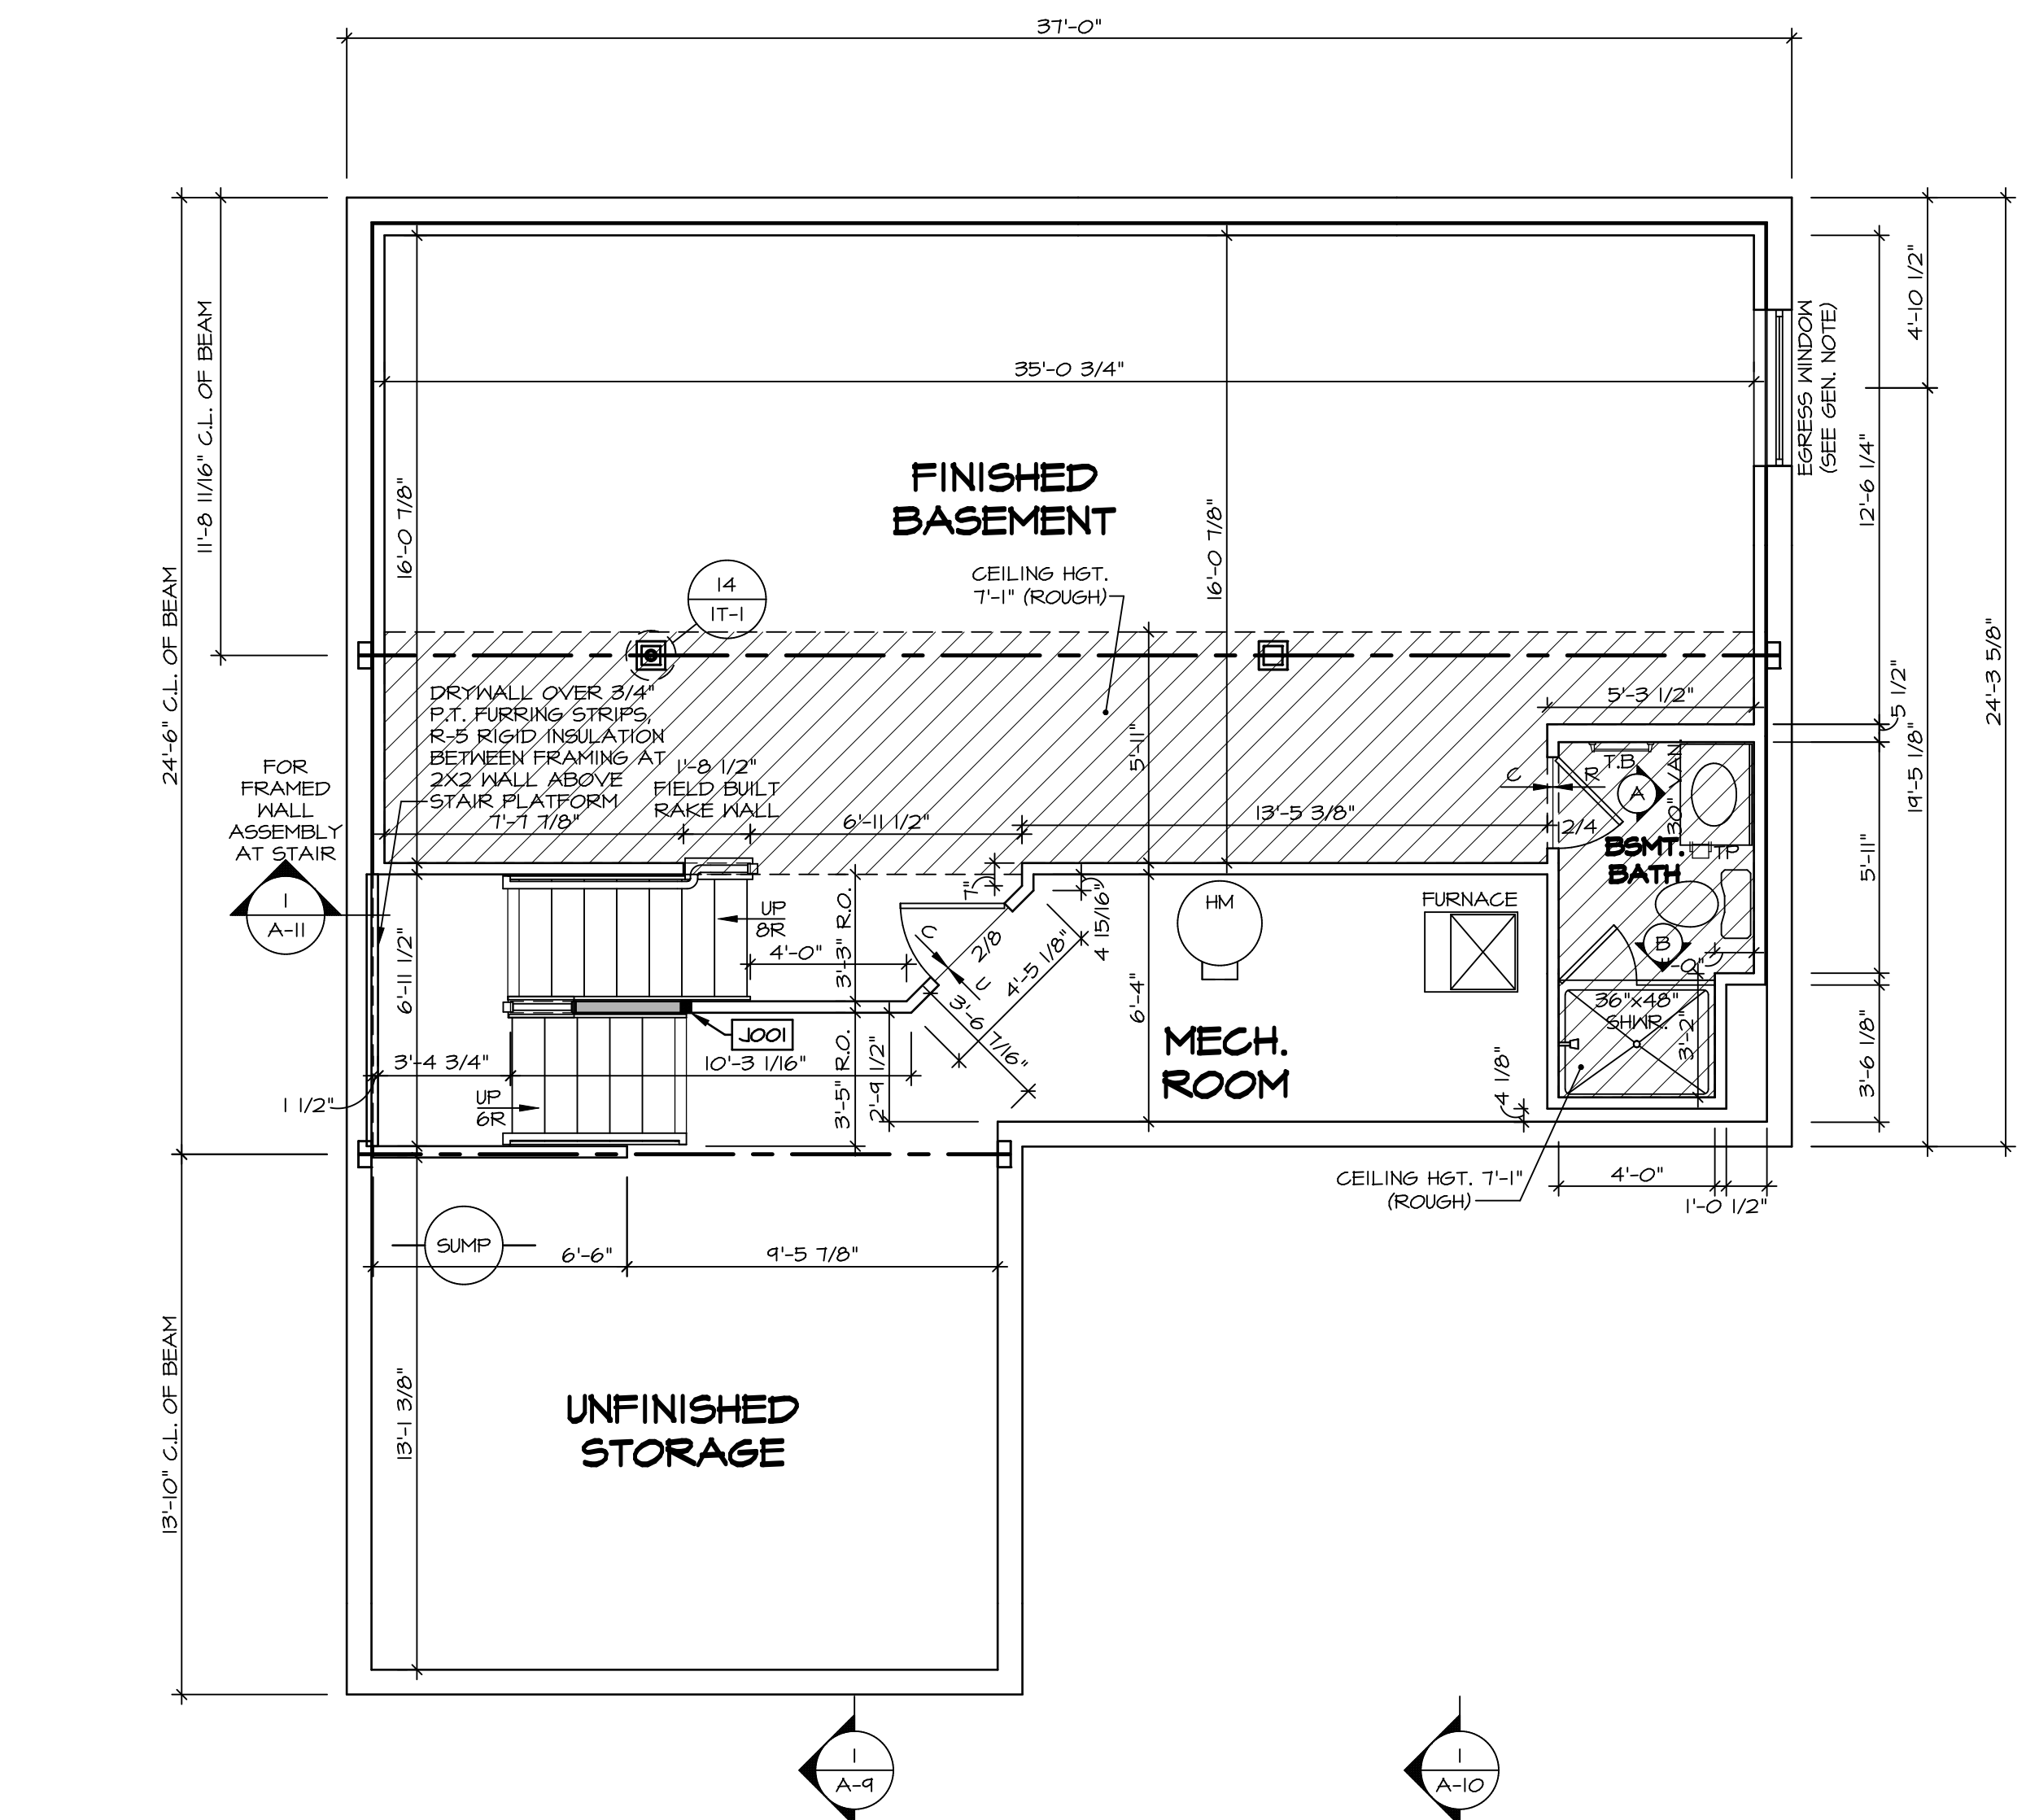 37'-0"
24'-6" C.L. OF BEAM
11'-8 11/16" C.L. OF BEAM
13'-10" C.L. OF BEAM
4'-10 1/2"
EGRESS WINDOW
(SEE GEN. NOTE)
12'-6 1/4"
24'-3 5/8"
19'-5 1/8"
5 1/2"
5'-11"
3'-6 1/8"
35'-0 3/4"
16'-0 7/8"
16'-0 7/8"
FINISHED
BASEMENT
CEILING HGT.
7'-1" (ROUGH)
14
1T-1
DRYWALL OVER 3/4"
P.T. FURRING STRIPS,
R-5 RIGID INSULATION
BETWEEN FRAMING AT
2X2 WALL ABOVE
STAIR PLATFORM
1'-8 1/2"
FIELD BUILT
RAKE WALL
7'-7 7/8"
6'-11 1/2"
5'-11"
13'-5 3/8"
5'-3 1/2"
FOR
FRAMED
WALL
ASSEMBLY
AT STAIR
1
A-11
T.B.
C
R
A
30" VAN
2/4
BSMT.
BATH
TP
B
36"x48"
SHWR.
3'-2"
UP
8R
4'-0"
3'-3" R.O.
7"
C
2/8
C
4'-5 1/8"
3'-6 7/16"
4 15/16"
HM
FURNACE
6'-11 1/2"
6'-4"
MECH.
ROOM
J001
3'-4 3/4"
10'-3 1/16"
3'-5" R.O.
2'-9 1/2"
UP
6R
1 1/2"
4 1/8"
CEILING HGT. 7'-1"
(ROUGH)
4'-0"
1'-0 1/2"
SUMP
6'-6"
9'-5 7/8"
13'-1 3/8"
UNFINISHED
STORAGE
1
A-9
1
A-10